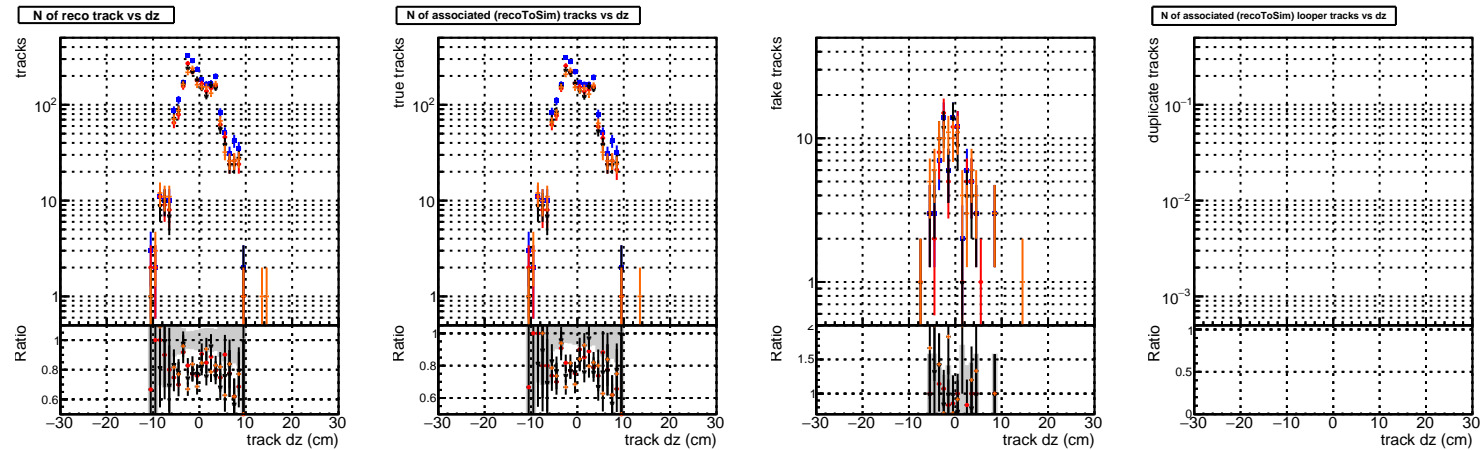 N of reco track vs dz
tracks
10²
10
1
Ratio
1
0.8
0.6
−30 −20 −10 0 10 20 30
track dz (cm)
N of associated (recoToSim) tracks vs dz
true tracks
10²
10
1
Ratio
1
0.8
0.6
−30 −20 −10 0 10 20 30
track dz (cm)
fake tracks
10
1
Ratio
2
1.5
1
−30 −20 −10 0 10 20 30
track dz (cm)
N of associated (recoToSim) looper tracks vs dz
duplicate tracks
10⁻¹
10⁻²
10⁻³
Ratio
1
0.5
0
−30 −20 −10 0 10 20 30
track dz (cm)